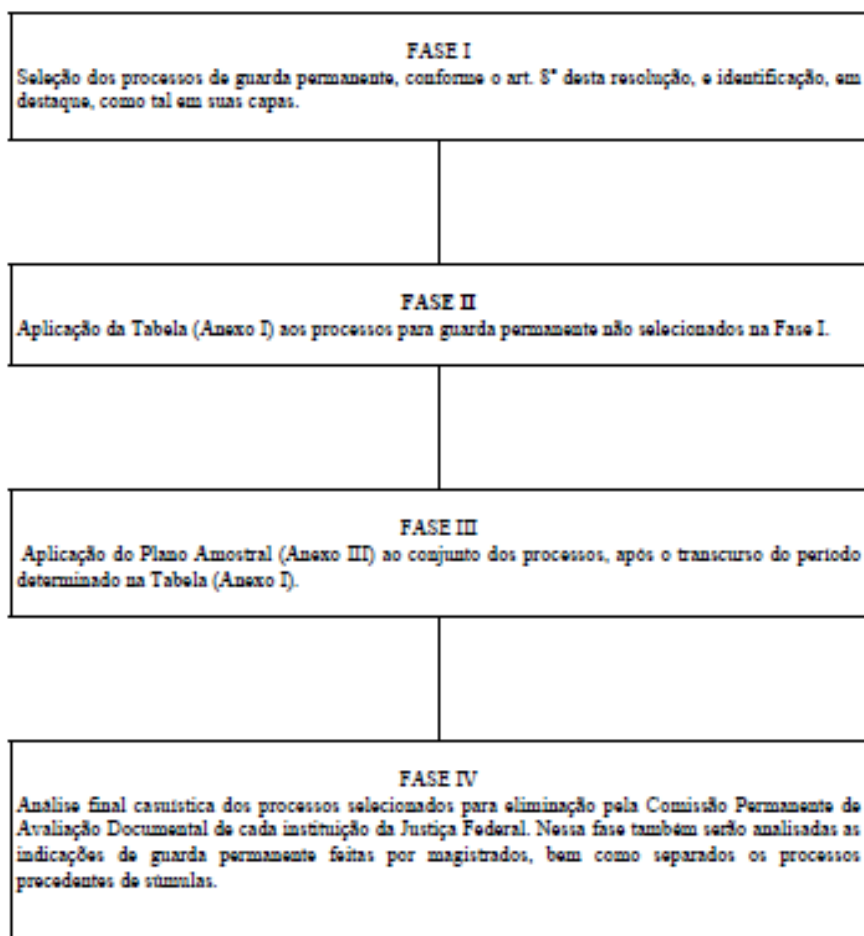 FASE I
Seleção dos processos de guarda permanente, conforme o art. 8º desta resolução, e identificação, em
destaque, como tal em suas capas.
FASE II
Aplicação da Tabela (Anexo I) aos processos para guarda permanente não selecionados na Fase I.
FASE III
Aplicação do Plano Amostral (Anexo III) ao conjunto dos processos, após o transcurso do período
determinado na Tabela (Anexo I).
FASE IV
Análise final casuística dos processos selecionados para eliminação pela Comissão Permanente de
Avaliação Documental de cada instituição da Justiça Federal. Nessa fase também serão analisadas as
indicações de guarda permanente feitas por magistrados, bem como separados os processos
precedentes de súmulas.